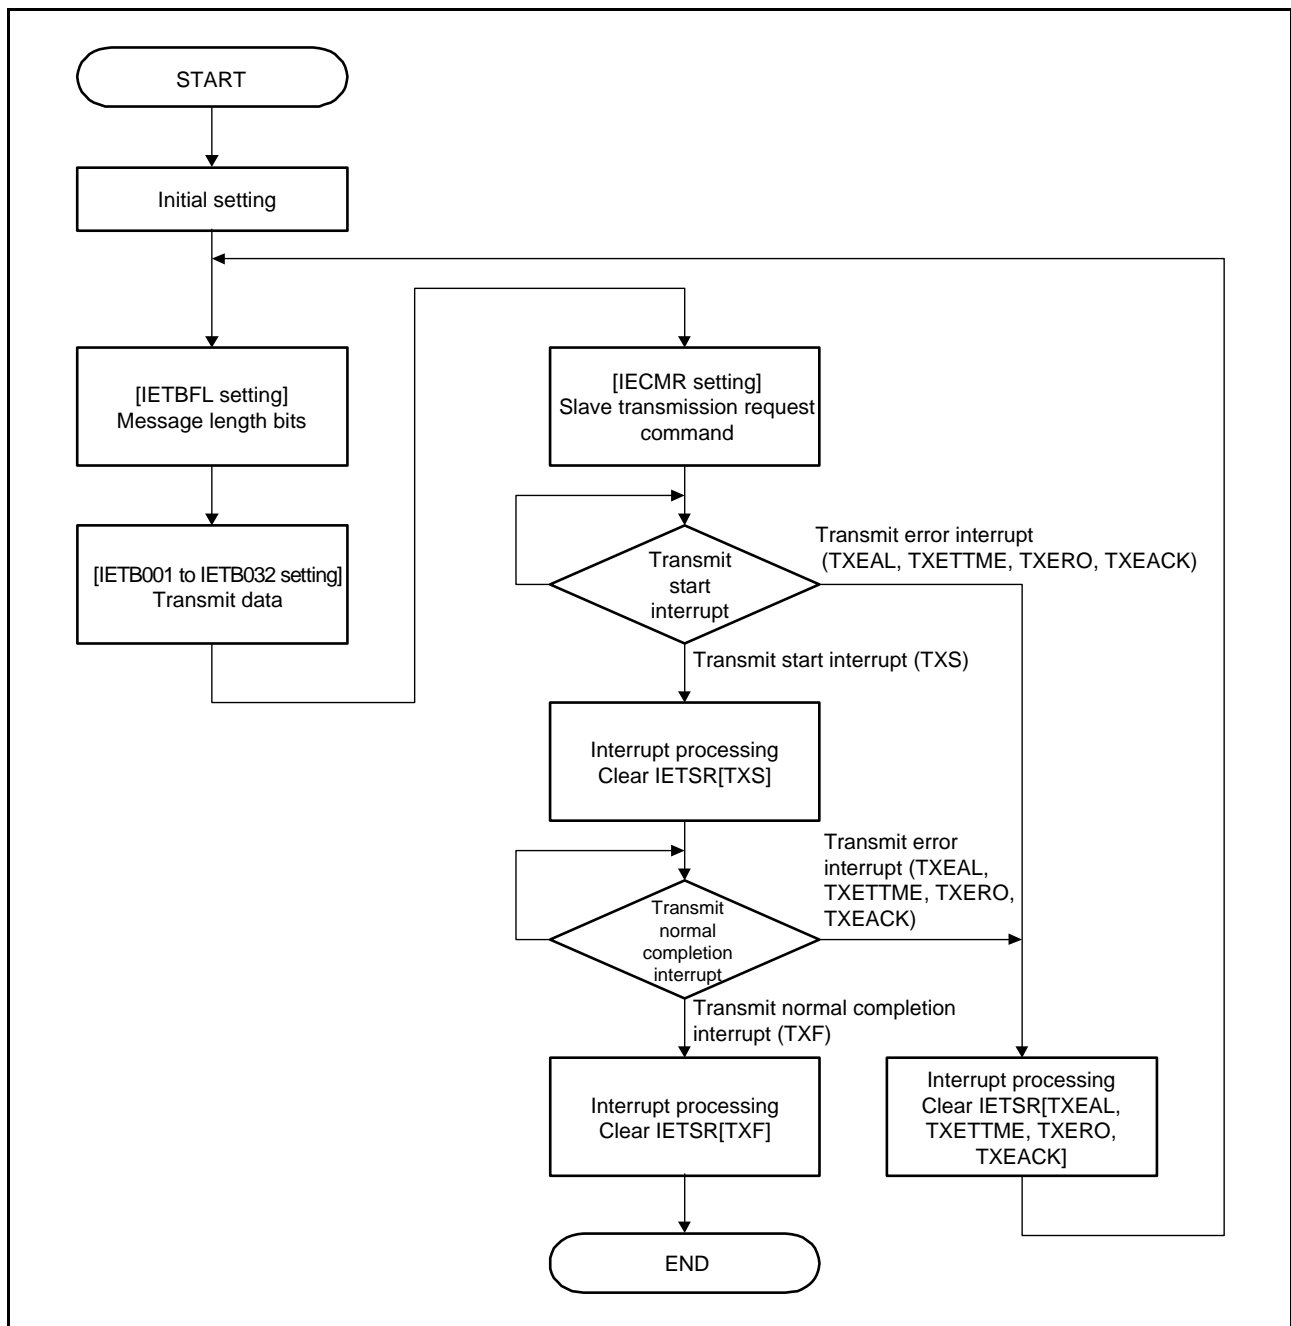 START
Initial setting
[IETBFL setting]
Message length bits
[IETB001 to IETB032 setting]
Transmit data
[IECMR setting]
Slave transmission request
command
Transmit
start
interrupt
Transmit error interrupt
(TXEAL, TXETTME, TXERO, TXEACK)
Transmit start interrupt (TXS)
Interrupt processing
Clear IETSR[TXS]
Transmit
normal
completion
interrupt
Transmit error
interrupt (TXEAL,
TXETTME, TXERO,
TXEACK)
Transmit normal completion
interrupt (TXF)
Interrupt processing
Clear IETSR[TXF]
Interrupt processing
Clear IETSR[TXEAL,
TXETTME, TXERO,
TXEACK]
END